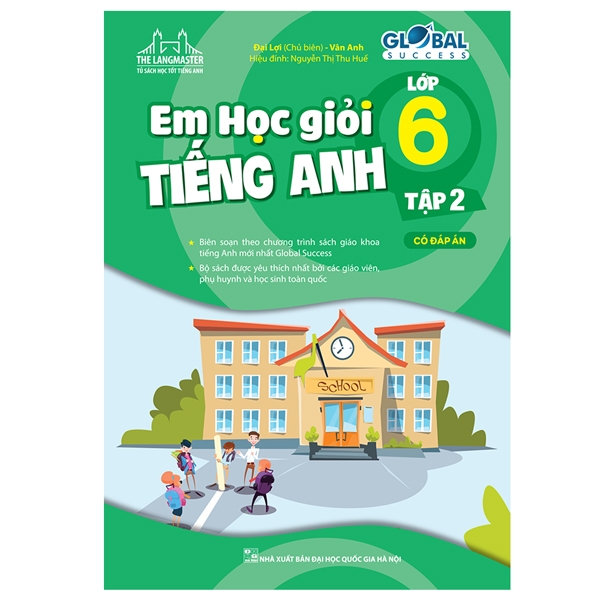 THE LANGMASTER
TỦ SÁCH HỌC TỐT TIẾNG ANH
Đại Lợi (Chủ biên) - Vân Anh
Hiệu đính: Nguyễn Thị Thu Huế
GLOBAL
SUCCESS
LỚP
6
Em Học giỏi
TIẾNG ANH
TẬP 2
CÓ ĐÁP ÁN
Biên soạn theo chương trình sách giáo khoa
tiếng Anh mới nhất Global Success
Bộ sách được yêu thích nhất bởi các giáo viên,
phụ huynh và học sinh toàn quốc
SCHOOL
NHÀ XUẤT BẢN ĐẠI HỌC QUỐC GIA HÀ NỘI